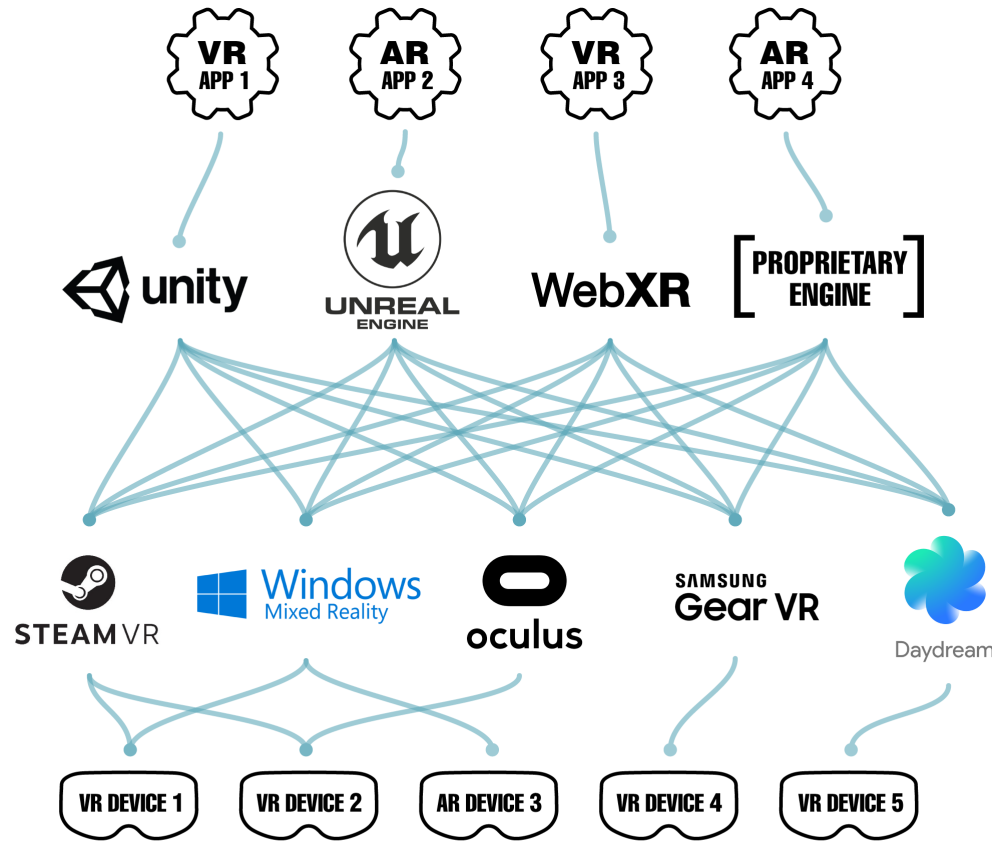 VR
APP 1
AR
APP 2
VR
APP 3
AR
APP 4
unity
UNREAL
ENGINE
WebXR
PROPRIETARY
ENGINE
STEAMVR
Windows
Mixed Reality
oculus
SAMSUNG
Gear VR
Daydream
VR DEVICE 1
VR DEVICE 2
AR DEVICE 3
VR DEVICE 4
VR DEVICE 5